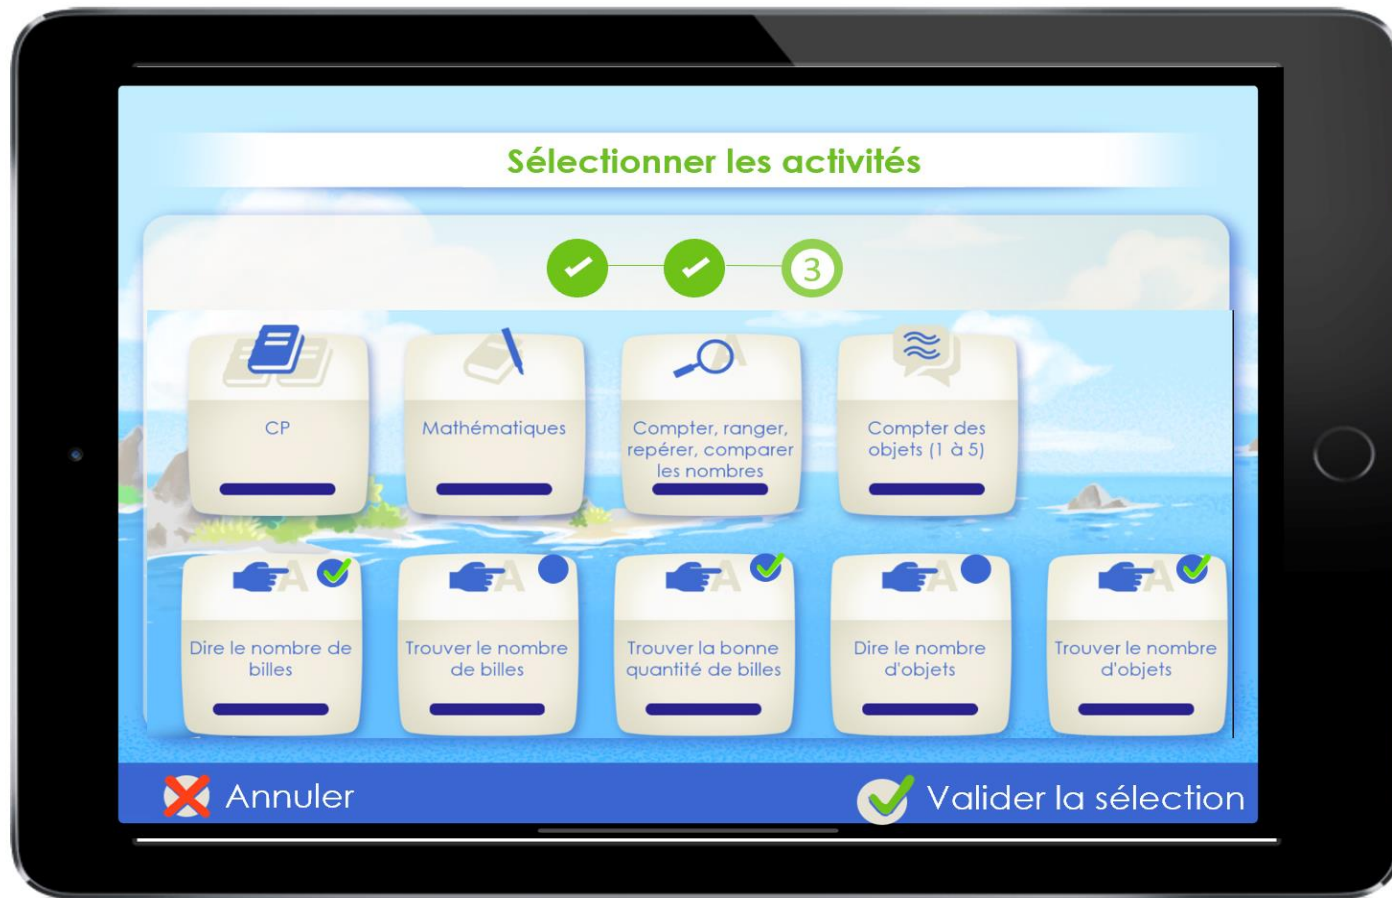 Sélectionner les activités
3
CP
Mathématiques
Compter, ranger,
repérer, comparer
les nombres
Compter des
objets (1 à 5)
A
Dire le nombre de
billes
A
Trouver le nombre
de billes
A
Trouver la bonne
quantité de billes
A
Dire le nombre
d'objets
A
Trouver le nombre
d'objets
Annuler
Valider la sélection